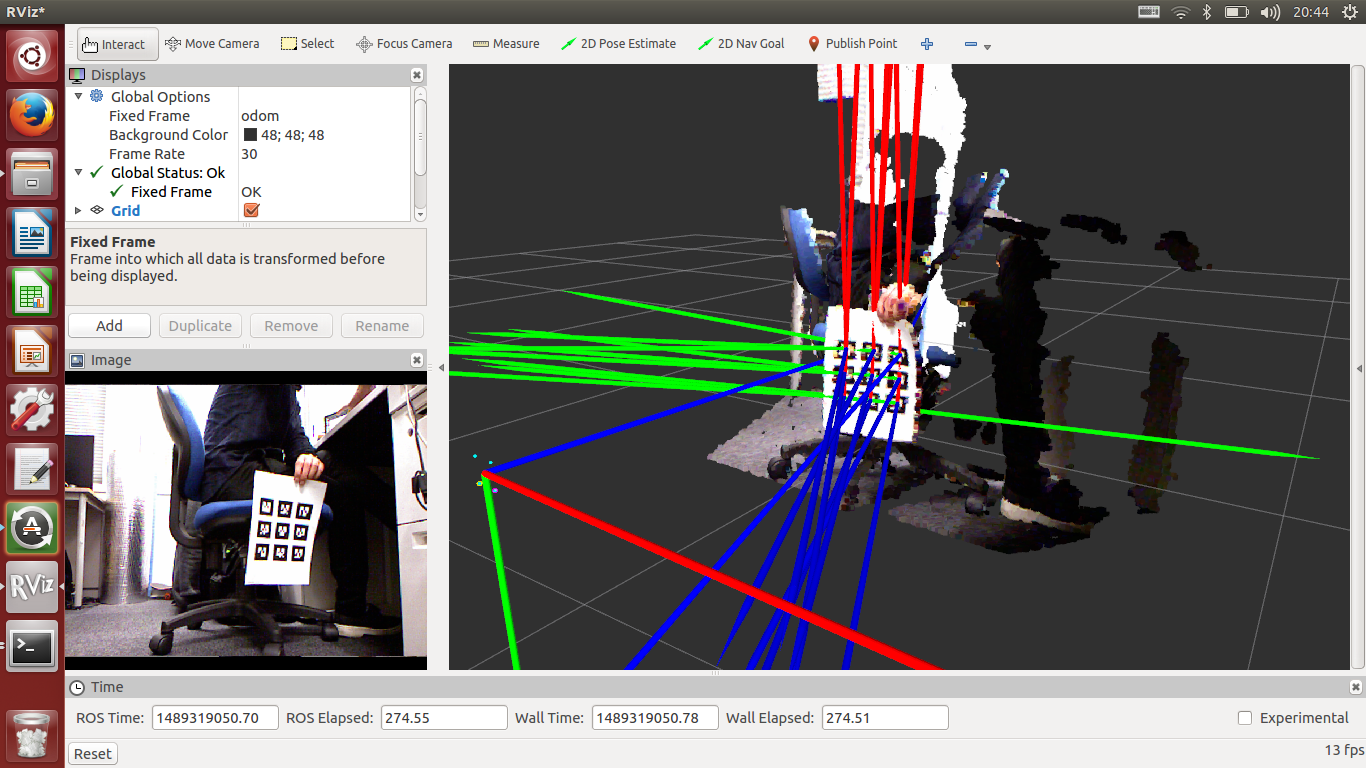 RViz*
20:44
Interact Move Camera Select Focus Camera Measure 2D Pose Estimate 2D Nav Goal Publish Point
Displays
Global Options
Fixed Frame odom
Background Color 48; 48; 48
Frame Rate 30
Global Status: Ok
Fixed Frame OK
Grid
Fixed Frame
Frame into which all data is transformed before
being displayed.
Add Duplicate Remove Rename
Image
RViz
Time
ROS Time: 1489319050.70 ROS Elapsed: 274.55 Wall Time: 1489319050.78 Wall Elapsed: 274.51 Experimental
Reset 13 fps